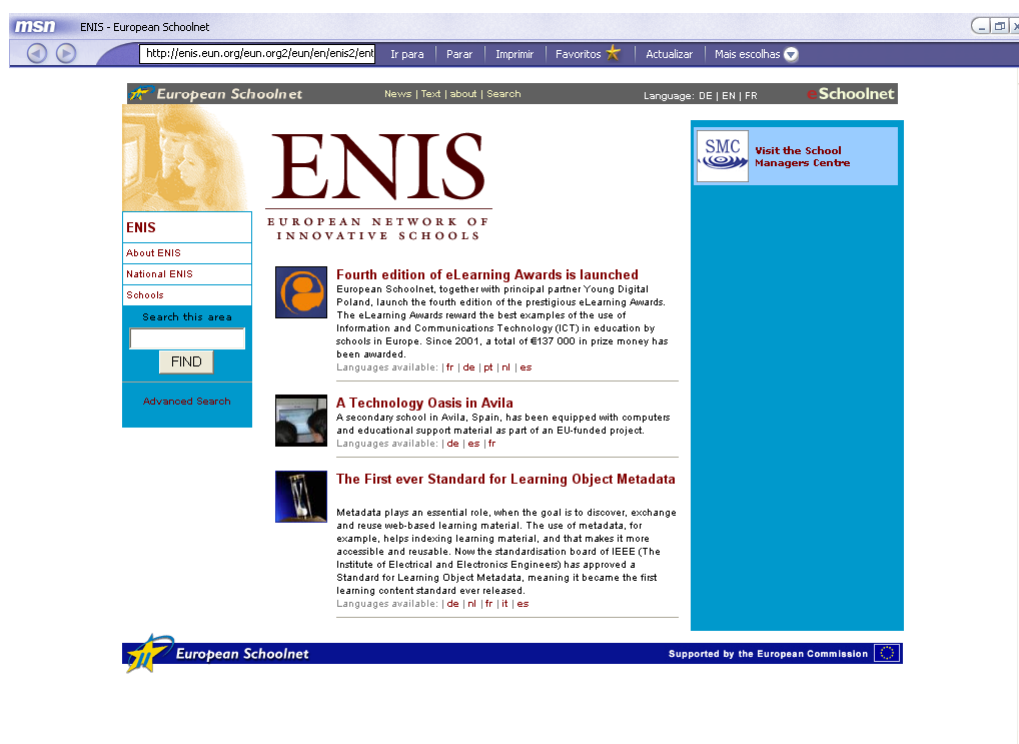 msn ENIS - European Schoolnet
http://enis.eun.org/eun.org2/eun/en/enis2/ent Ir para | Parar | Imprimir | Favoritos | Actualizar | Mais escolhas
European Schoolnet News | Text | about | Search Language: DE | EN | FR eSchoolnet
ENIS
EUROPEAN NETWORK OF
INNOVATIVE SCHOOLS
SMC
Visit the School
Managers Centre
ENIS
About ENIS
National ENIS
Schools
Search this area
FIND
Advanced Search
Fourth edition of eLearning Awards is launched
European Schoolnet, together with principal partner Young Digital
Poland, launch the fourth edition of the prestigious eLearning Awards.
The eLearning Awards reward the best examples of the use of
Information and Communications Technology (ICT) in education by
schools in Europe. Since 2001, a total of €137 000 in prize money has
been awarded.
Languages available: | fr | de | pt | nl | es
A Technology Oasis in Avila
A secondary school in Avila, Spain, has been equipped with computers
and educational support material as part of an EU-funded project.
Languages available: | de | es | fr
The First ever Standard for Learning Object Metadata
Metadata plays an essential role, when the goal is to discover, exchange
and reuse web-based learning material. The use of metadata, for
example, helps indexing learning material, and that makes it more
accessible and reusable. Now the standardisation board of IEEE (The
Institute of Electrical and Electronics Engineers) has approved a
Standard for Learning Object Metadata, meaning it became the first
learning content standard ever released.
Languages available: | de | nl | fr | it | es
European Schoolnet Supported by the European Commission